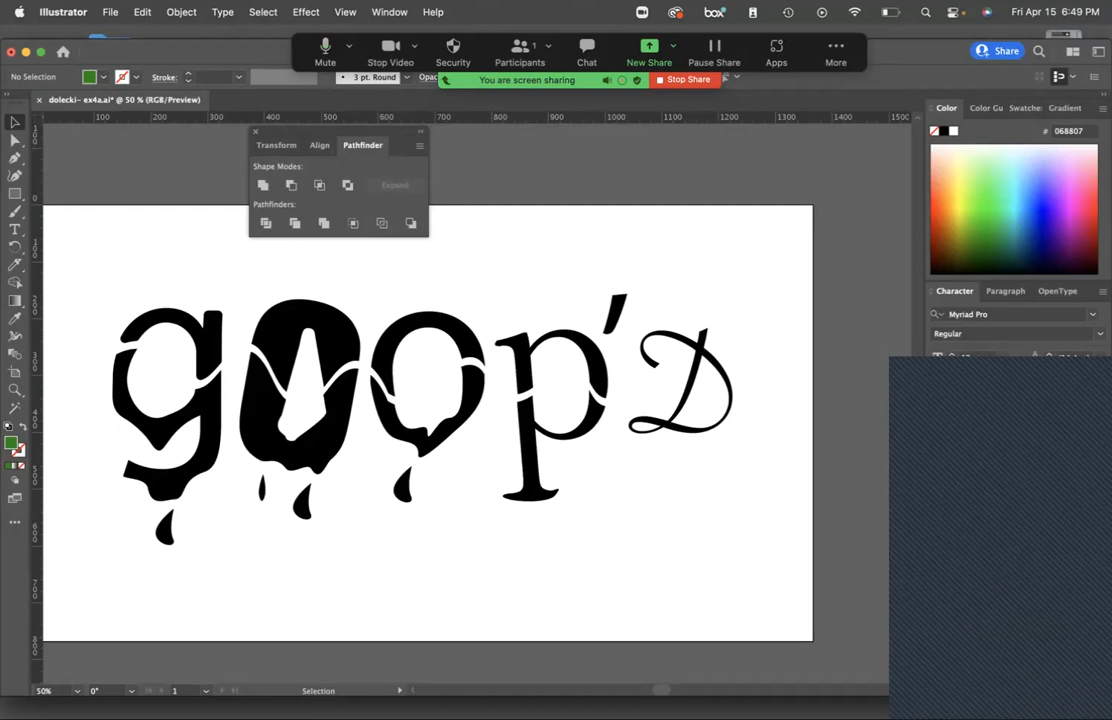 Illustrator File Edit Object Type Select Effect View Window Help
box
Fri Apr 15 6:49 PM
Mute Stop Video Security Participants 1 Chat New Share Pause Share Apps More
Share
You are screen sharing Stop Share
No Selection Stroke: 3 pt. Round
dolecki- ex4a.ai* @ 50 % (RGB/Preview)
100 200 300 400 500 600 700 800 900 1000 1100 1200 1300 1500
Transform Align Pathfinder
Shape Modes:
Expand
Pathfinders:
Color Color Gu Swatche Gradient
# 068807
goop'D
Character Paragraph OpenType
Myriad Pro
Regular
50% 0° 1 Selection